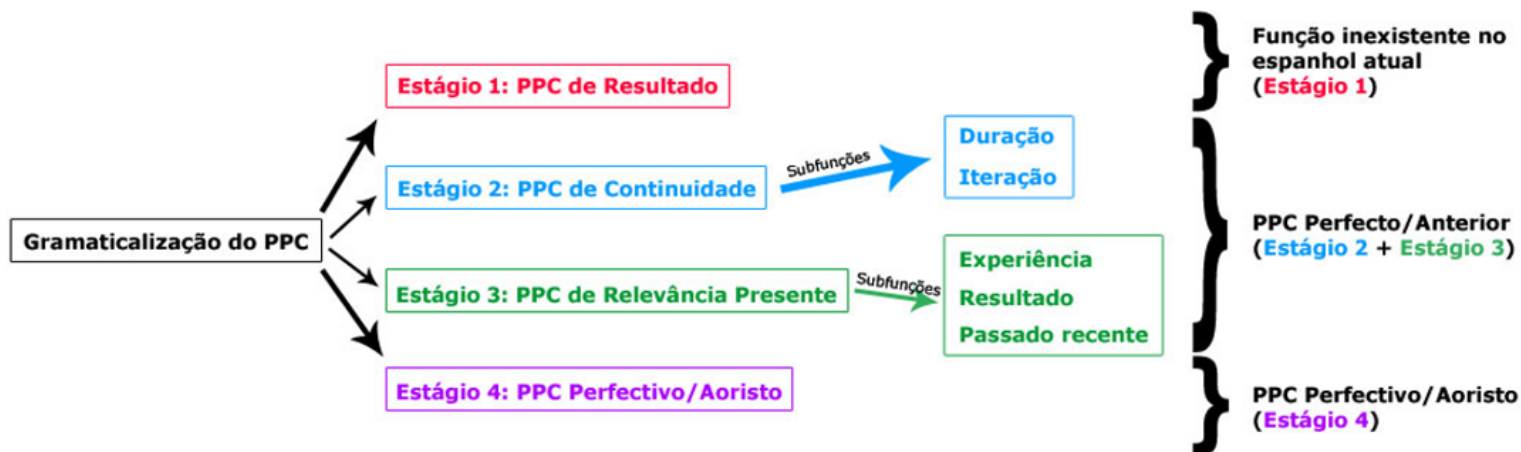 Gramaticalização do PPC
Estágio 1: PPC de Resultado
Estágio 2: PPC de Continuidade
Subfunções
Duração
Iteração
Estágio 3: PPC de Relevância Presente
Subfunções
Experiência
Resultado
Passado recente
Estágio 4: PPC Perfectivo/Aoristo
Função inexistente no
espanhol atual
(Estágio 1)
PPC Perfecto/Anterior
(Estágio 2 + Estágio 3)
PPC Perfectivo/Aoristo
(Estágio 4)